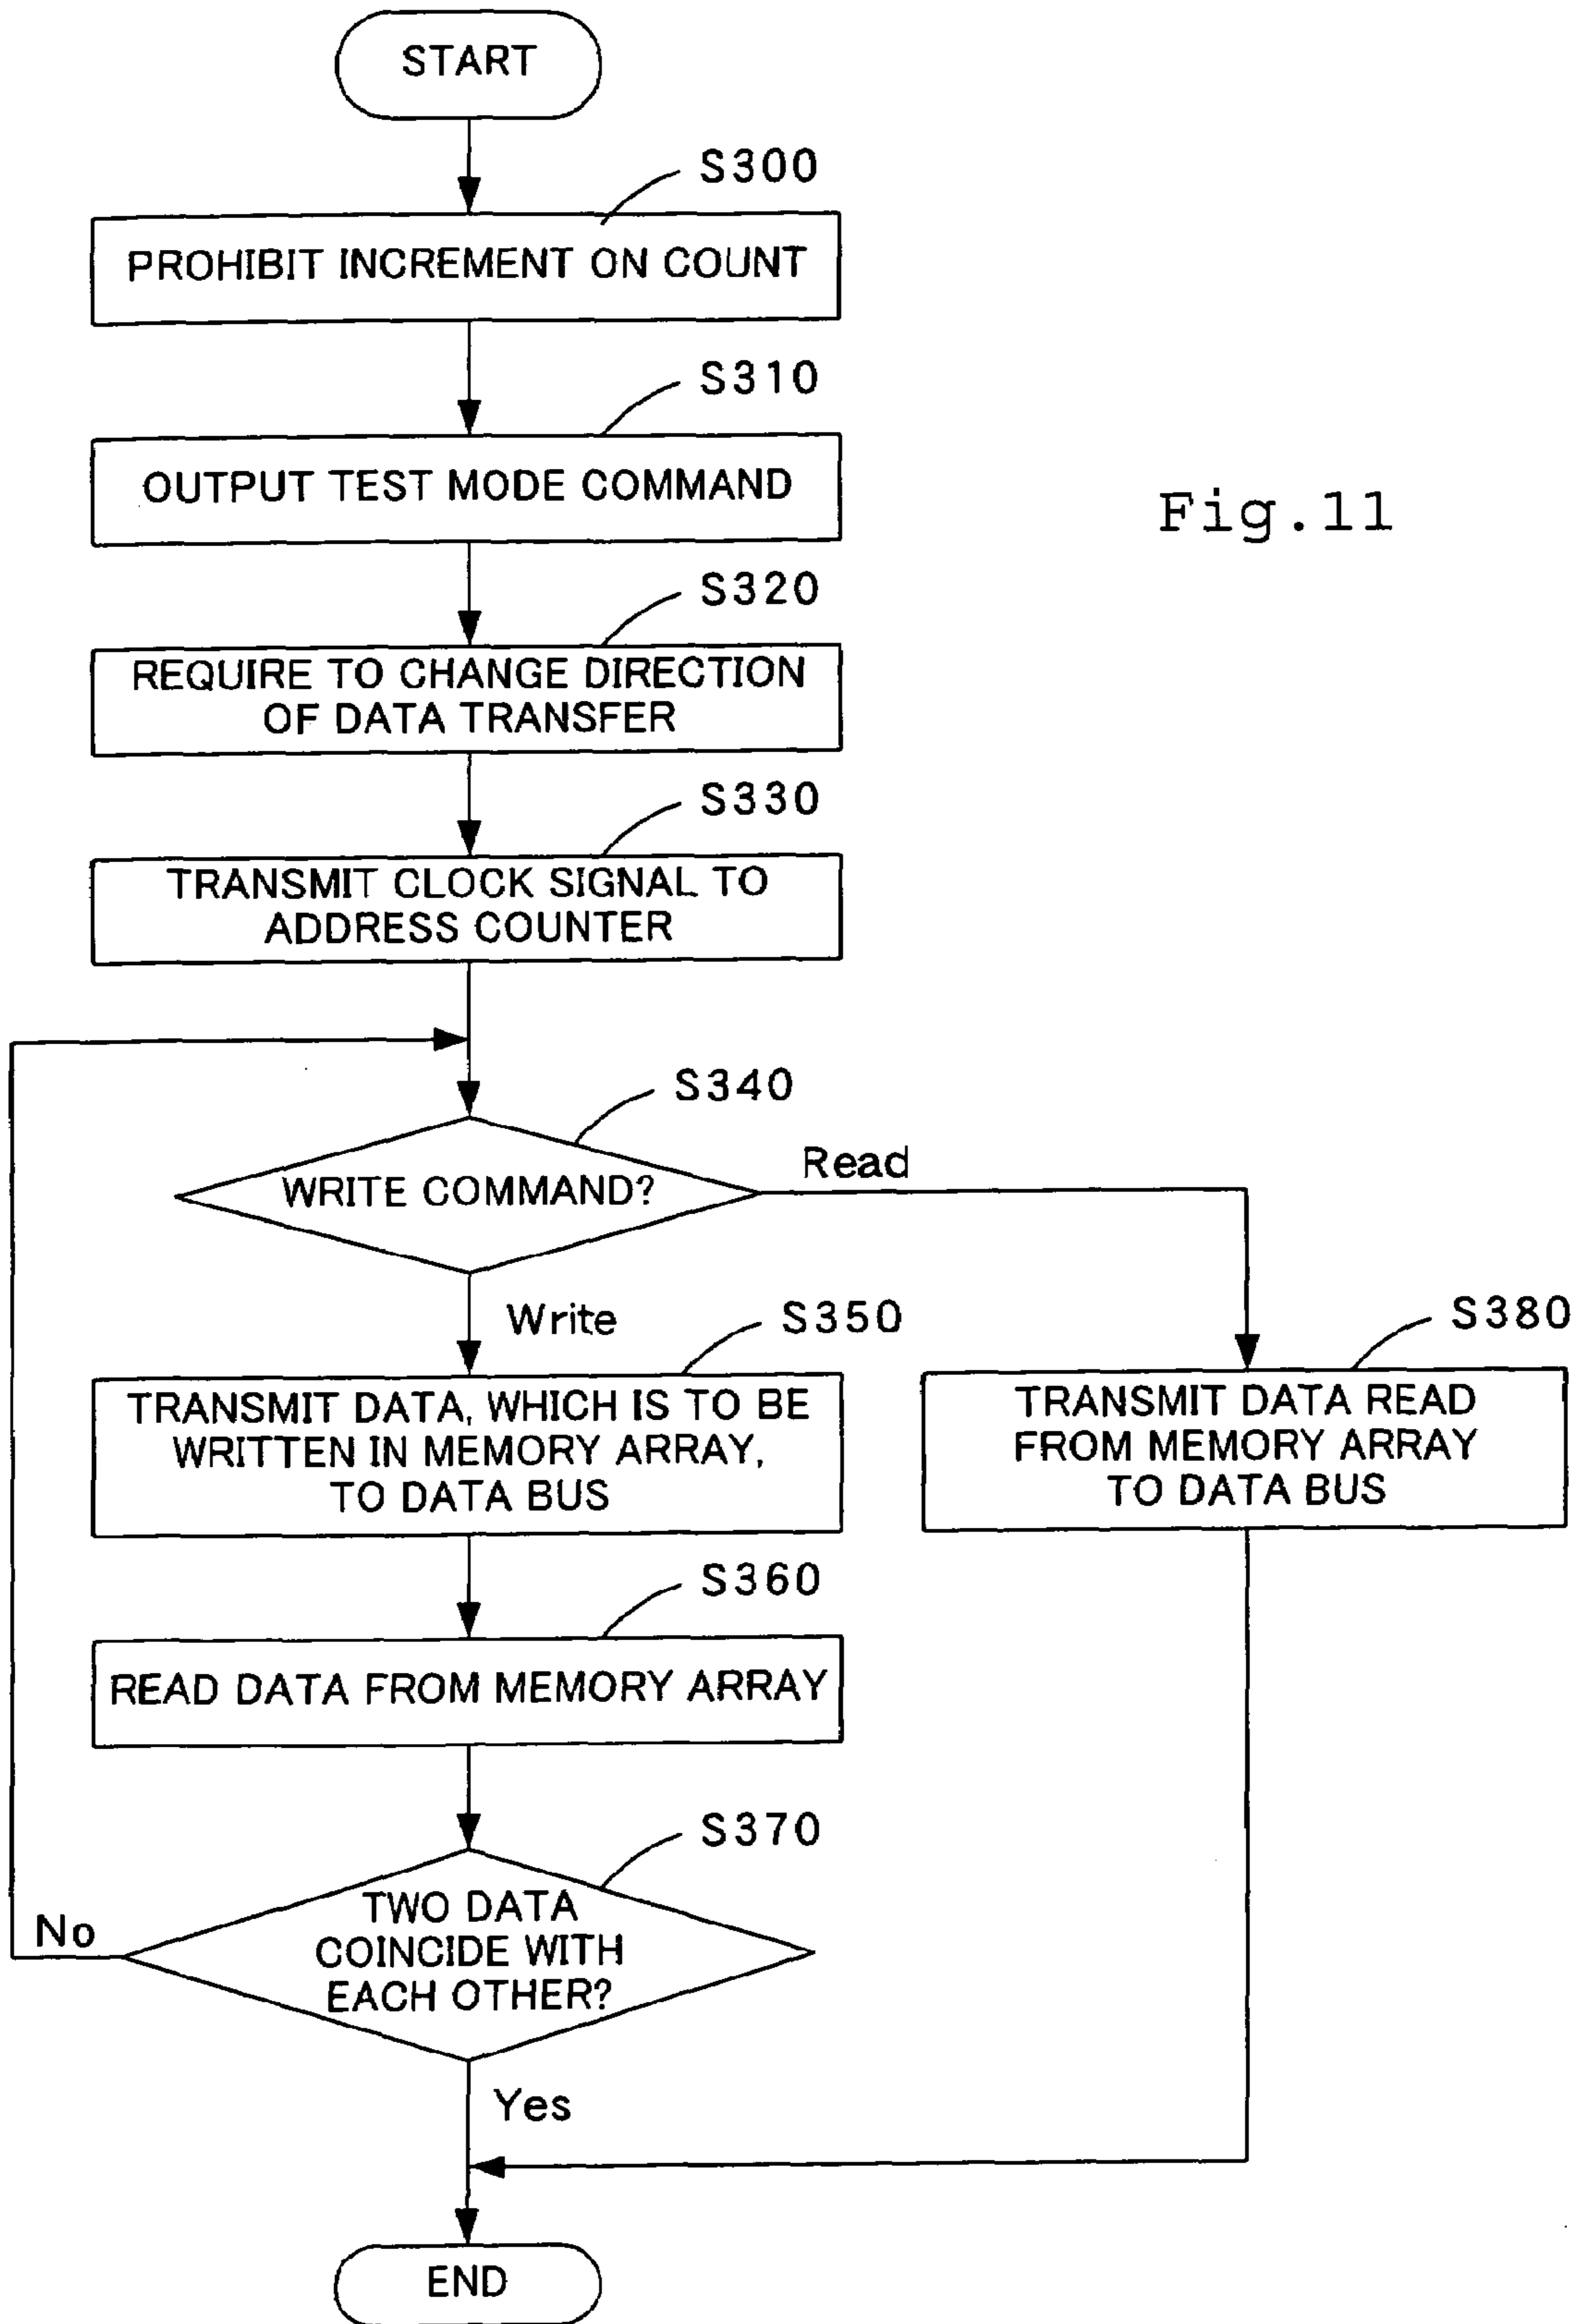 START
S300
PROHIBIT INCREMENT ON COUNT
S310
OUTPUT TEST MODE COMMAND
Fig.11
S320
REQUIRE TO CHANGE DIRECTION
OF DATA TRANSFER
S330
TRANSMIT CLOCK SIGNAL TO
ADDRESS COUNTER
S340
WRITE COMMAND?
Read
Write
S350
TRANSMIT DATA, WHICH IS TO BE
WRITTEN IN MEMORY ARRAY,
TO DATA BUS
S380
TRANSMIT DATA READ
FROM MEMORY ARRAY
TO DATA BUS
S360
READ DATA FROM MEMORY ARRAY
S370
TWO DATA
COINCIDE WITH
EACH OTHER?
No
Yes
END